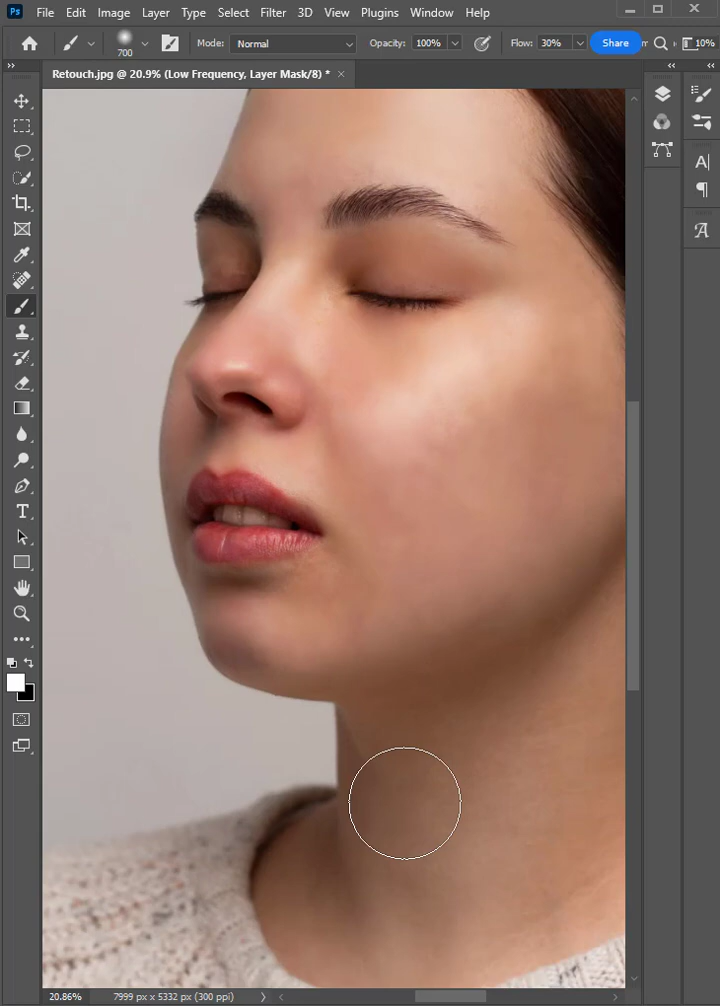 Ps File Edit Image Layer Type Select Filter 3D View Plugins Window Help
700 Mode: Normal Opacity: 100% Flow: 30% Share 10%
Retouch.jpg @ 20.9% (Low Frequency, Layer Mask/8) * ×
20.86% 7999 px x 5332 px (300 ppi)